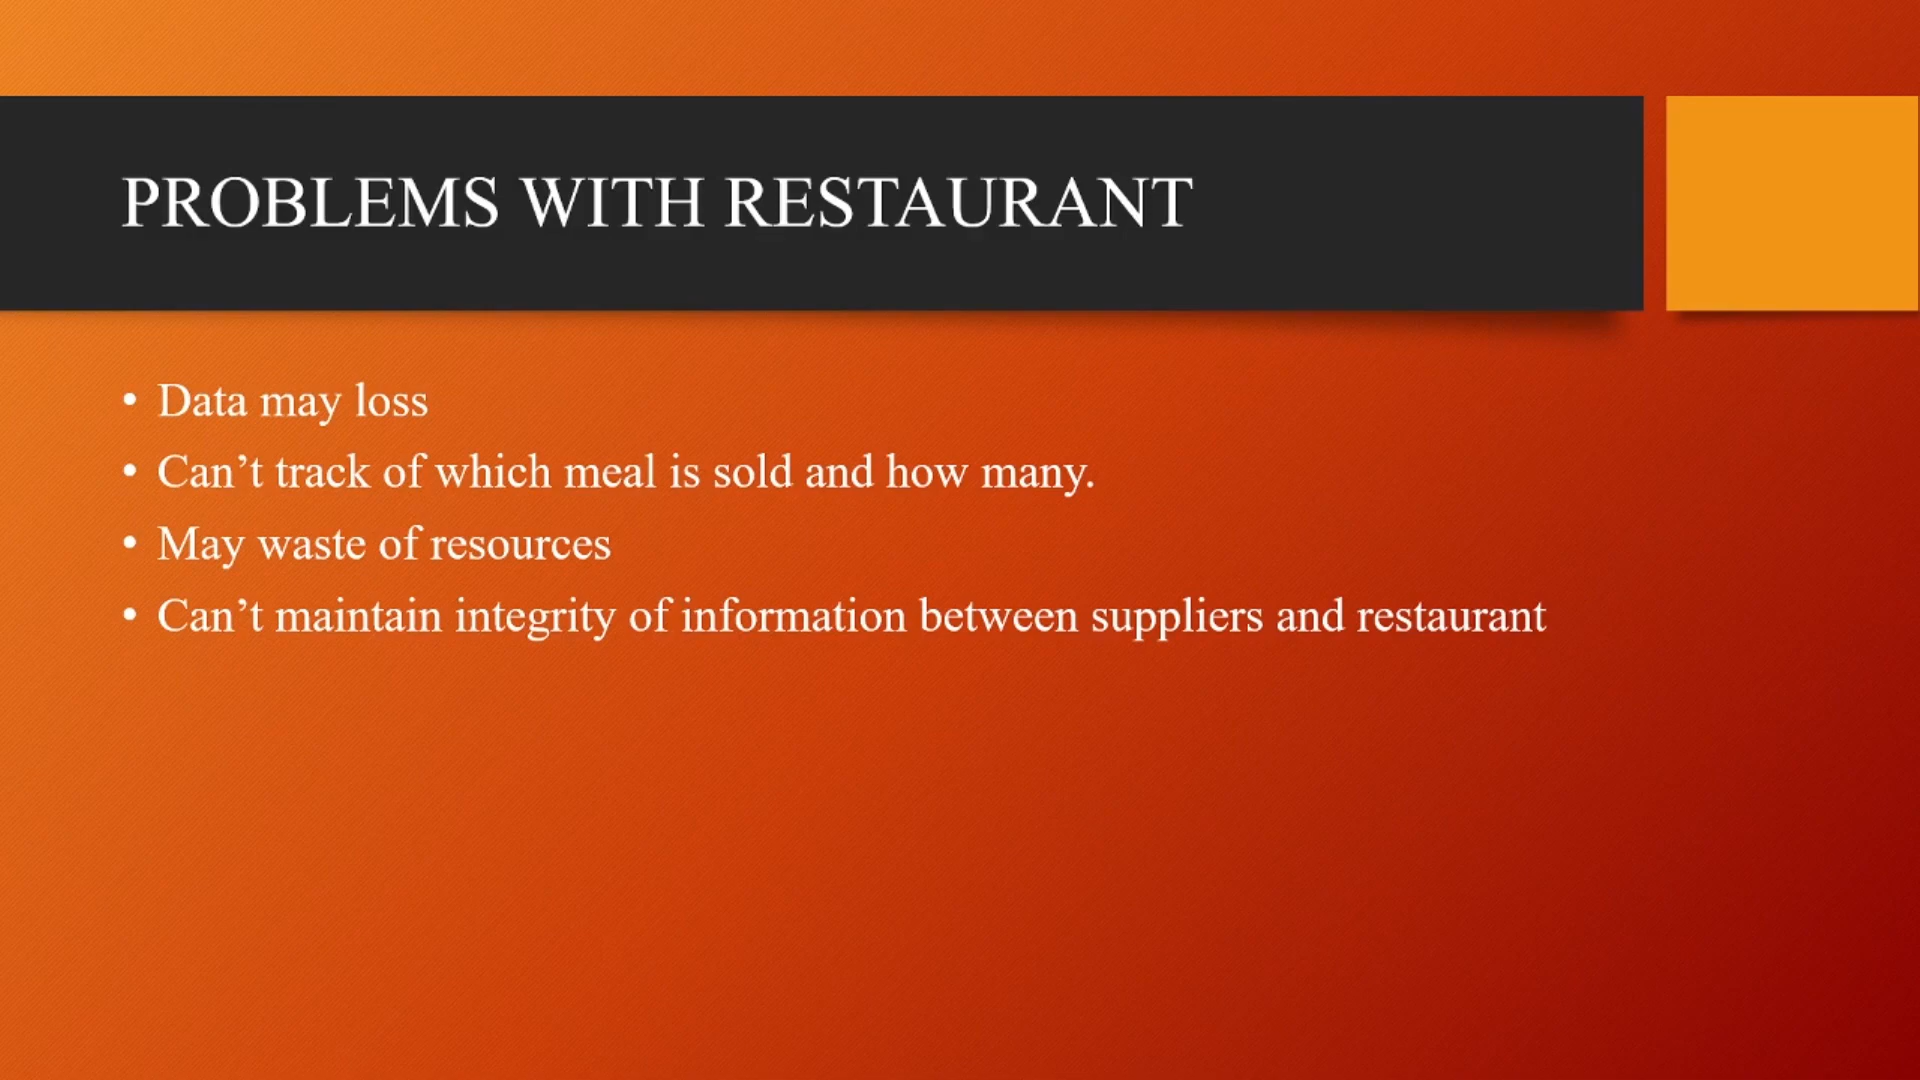 PROBLEMS WITH RESTAURANT
• Data may loss
• Can’t track of which meal is sold and how many.
• May waste of resources
• Can’t maintain integrity of information between suppliers and restaurant